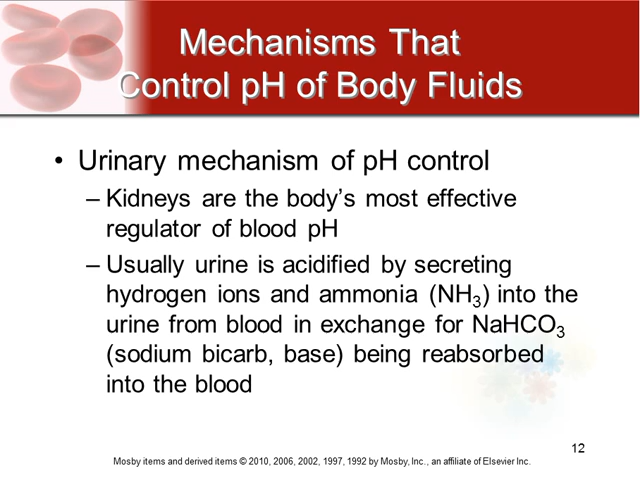 Mechanisms That
Control pH of Body Fluids
• Urinary mechanism of pH control
– Kidneys are the body’s most effective
regulator of blood pH
– Usually urine is acidified by secreting
hydrogen ions and ammonia (NH₃) into the
urine from blood in exchange for NaHCO₃
(sodium bicarb, base) being reabsorbed
into the blood
12
Mosby items and derived items © 2010, 2006, 2002, 1997, 1992 by Mosby, Inc., an affiliate of Elsevier Inc.